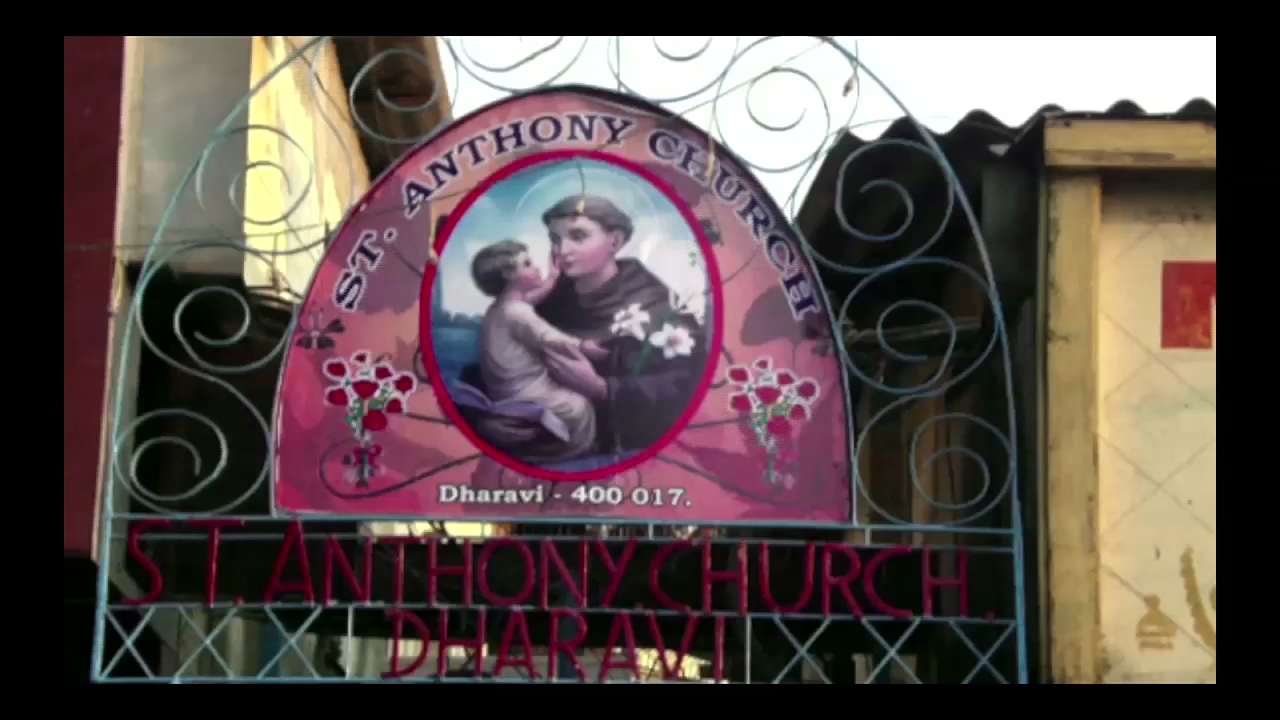 ST. ANTHONY CHURCH
Dharavi - 400 017.
ST. ANTHONY CHURCH.
DHARAVI